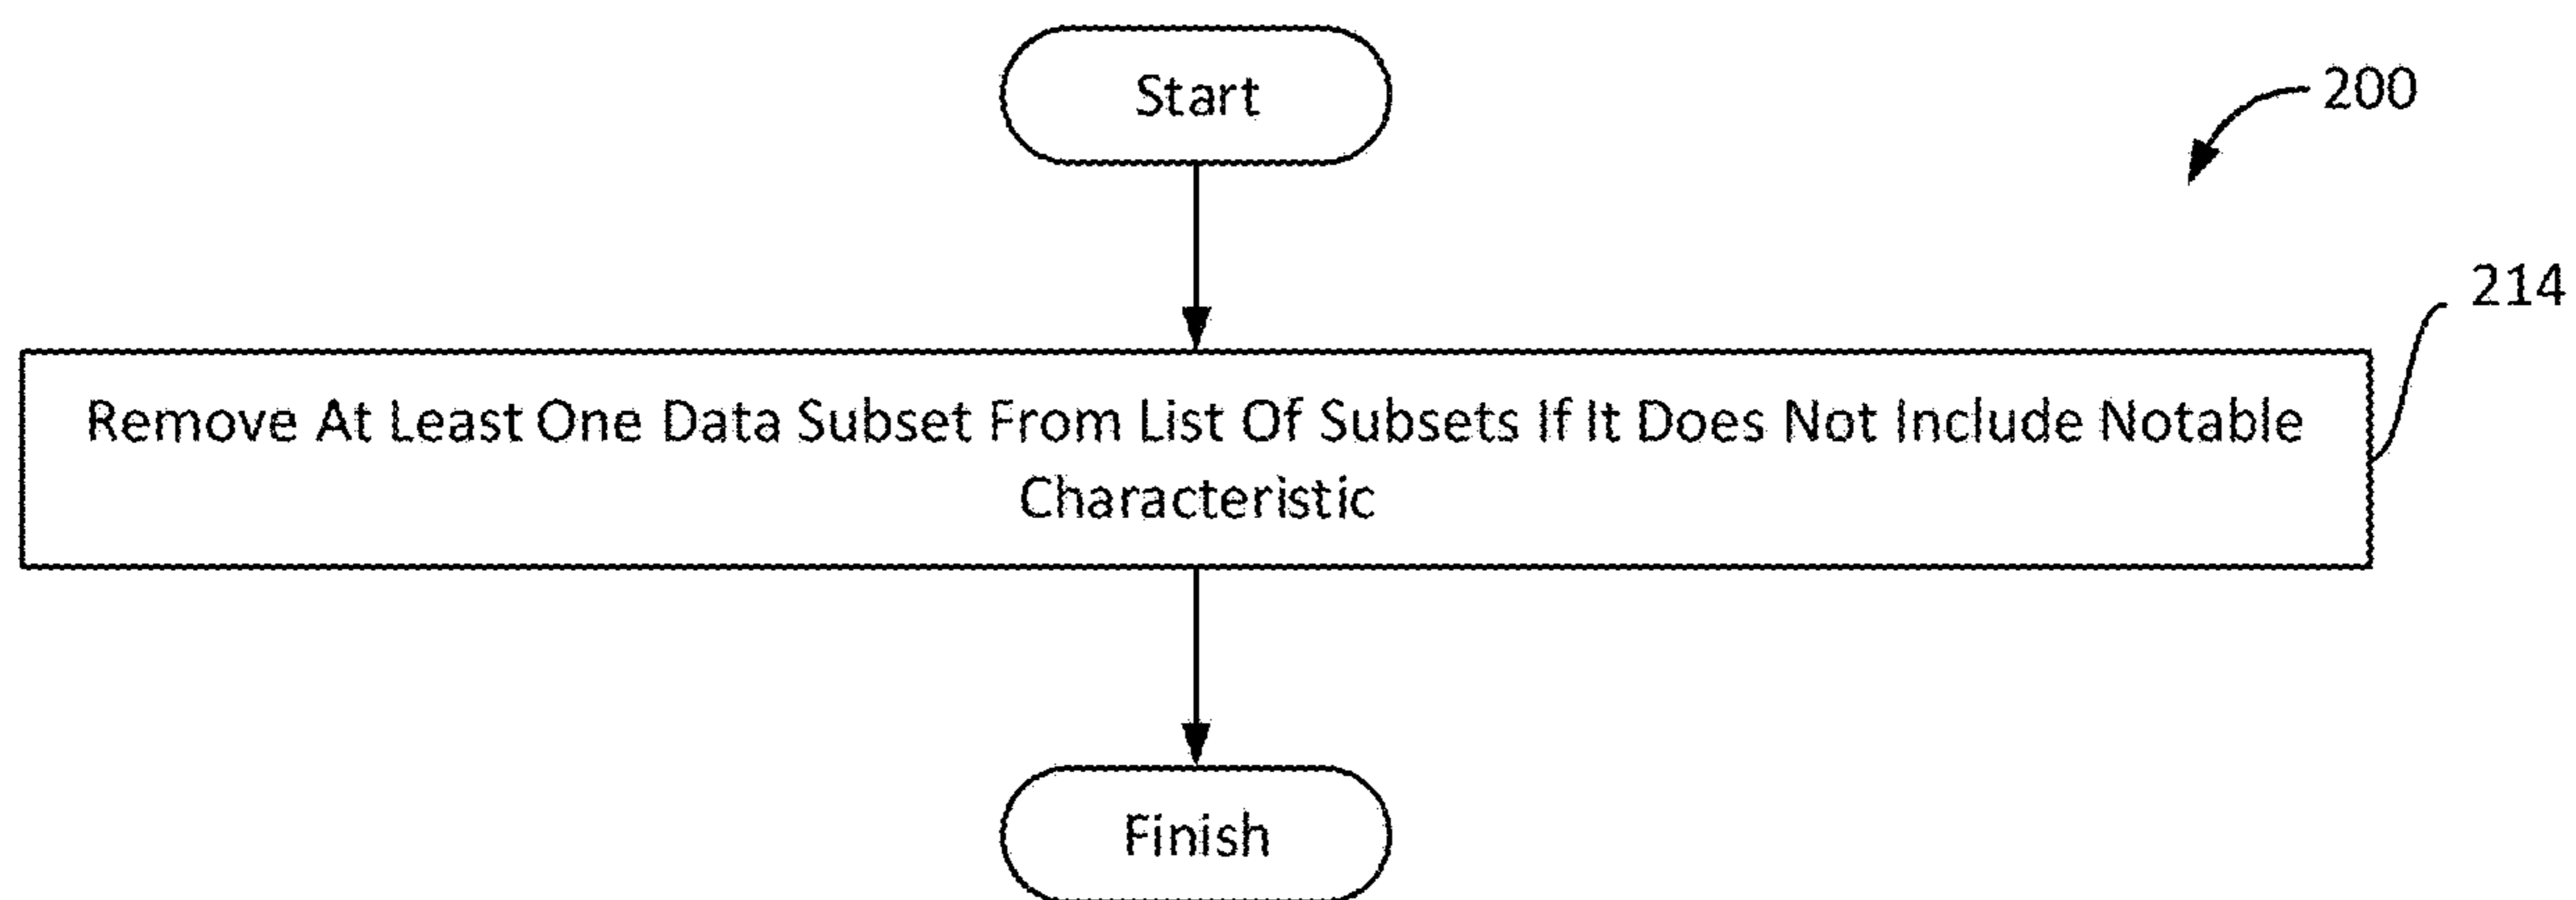 Start
200
214
Remove At Least One Data Subset From List Of Subsets If It Does Not Include Notable
Characteristic
Finish